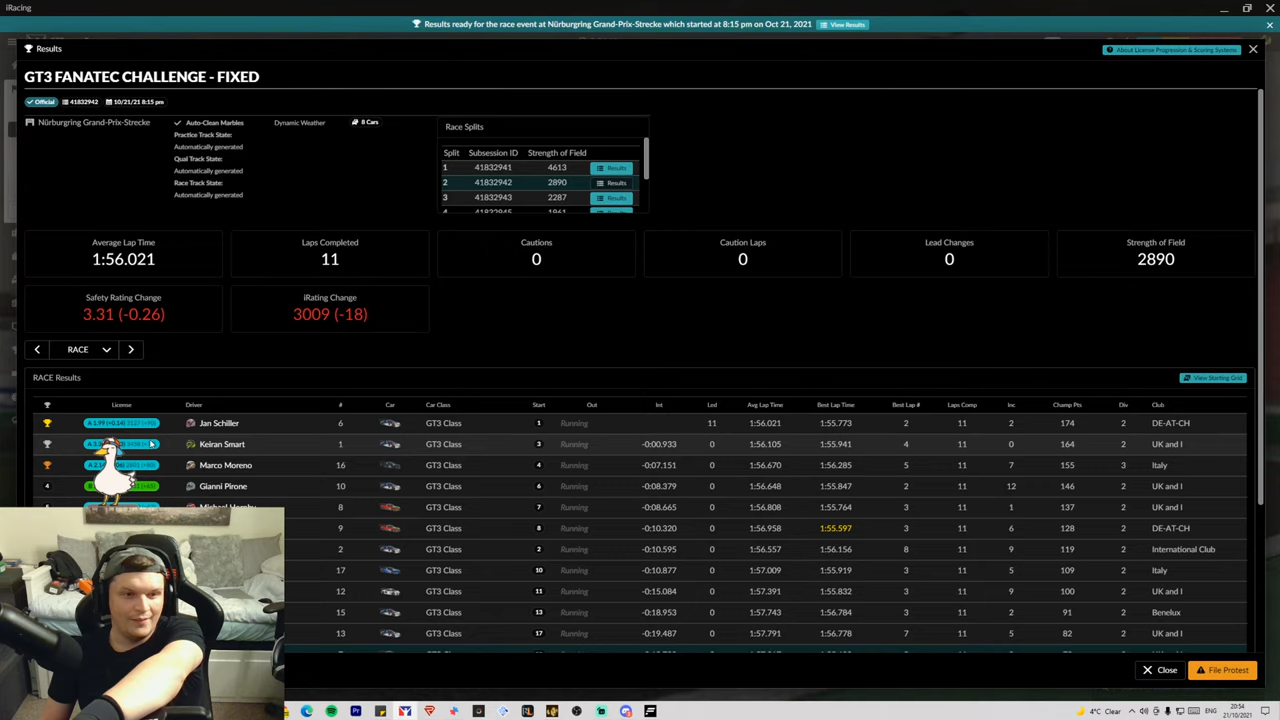 iRacing
Results ready for the race event at Nürburgring Grand-Prix-Strecke which started at 8:15 pm on Oct 21, 2021 View Results
Results About License Progression & Scoring Systems
GT3 FANATEC CHALLENGE - FIXED
Official 41832942 10/21/21 8:15 pm
Nürburgring Grand-Prix-Strecke Auto-Clean Marbles Dynamic Weather 8 Cars
Practice Track State:
Automatically generated
Qual Track State:
Automatically generated
Race Track State:
Automatically generated
Race Splits
Split Subsession ID Strength of Field
1 41832941 4613 Results
2 41832942 2890 Results
3 41832943 2287 Results
4 41832945 1961 Results
Average Lap Time Laps Completed Cautions Caution Laps Lead Changes Strength of Field
1:56.021 11 0 0 0 2890
Safety Rating Change iRating Change
3.31 (-0.26) 3009 (-18)
RACE
RACE Results View Starting Grid
License Driver # Car Car Class Start Out Int Led Avg Lap Time Best Lap Time Best Lap # Laps Comp Inc Champ Pts Div Club
A 1.99 (+0.14) 3127 Jan Schiller 6 GT3 Class 1 Running 11 1:56.021 1:55.773 2 11 2 174 2 DE-AT-CH
Keiran Smart 1 GT3 Class 3 Running -0:00.933 0 1:56.105 1:55.941 4 11 0 164 2 UK and I
Marco Moreno 16 GT3 Class 4 Running -0:07.151 0 1:56.670 1:56.285 5 11 7 155 3 Italy
4 Gianni Pirone 10 GT3 Class 6 Running -0:08.379 0 1:56.648 1:55.847 2 11 12 146 2 UK and I
8 GT3 Class 7 Running -0:08.665 0 1:56.808 1:55.764 3 11 1 137 2 UK and I
9 GT3 Class 8 Running -0:10.320 0 1:56.958 1:55.597 3 11 6 128 2 DE-AT-CH
2 GT3 Class 2 Running -0:10.595 0 1:56.557 1:56.156 8 11 9 119 2 International Club
17 GT3 Class 10 Running -0:10.877 0 1:57.009 1:55.919 3 11 5 109 2 Italy
12 GT3 Class 11 Running -0:15.084 0 1:57.391 1:55.832 3 11 9 100 2 UK and I
15 GT3 Class 13 Running -0:18.953 0 1:57.743 1:56.784 3 11 2 91 2 Benelux
13 GT3 Class 17 Running -0:19.487 0 1:57.791 1:56.778 7 11 5 82 2 UK and I
Close File Protest
4°C Clear ENG 20:54
21/10/2021